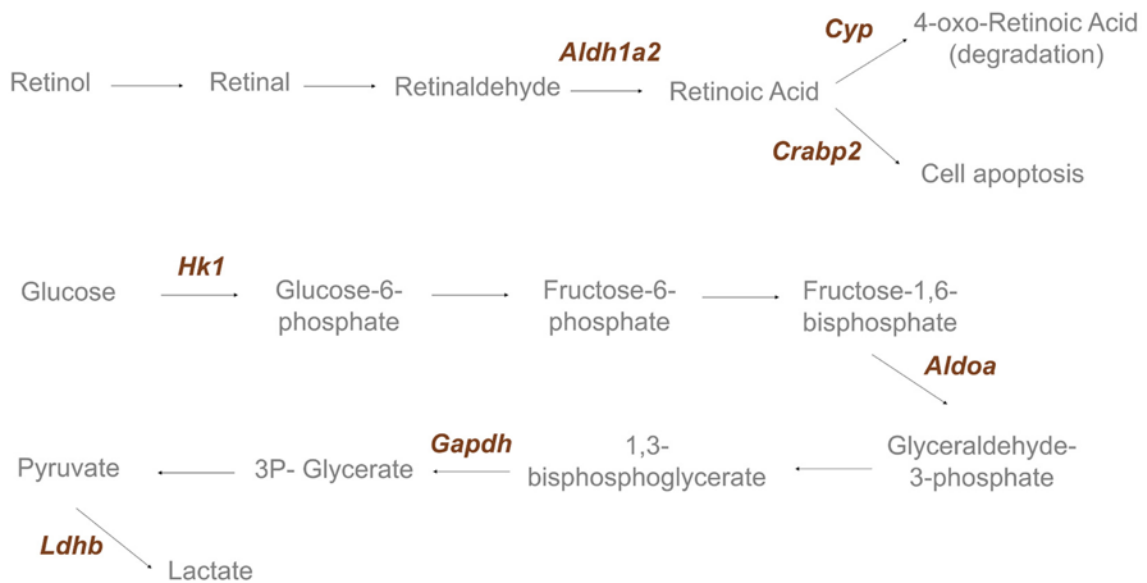 Retinol
Retinal
Retinaldehyde
Aldh1a2
Retinoic Acid
Cyp
4-oxo-Retinoic Acid
(degradation)
Crabp2
Cell apoptosis
Glucose
Hk1
Glucose-6-
phosphate
Fructose-6-
phosphate
Fructose-1,6-
bisphosphate
Aldoa
Glyceraldehyde-
3-phosphate
1,3-
bisphosphoglycerate
Gapdh
3P- Glycerate
Pyruvate
Ldhb
Lactate